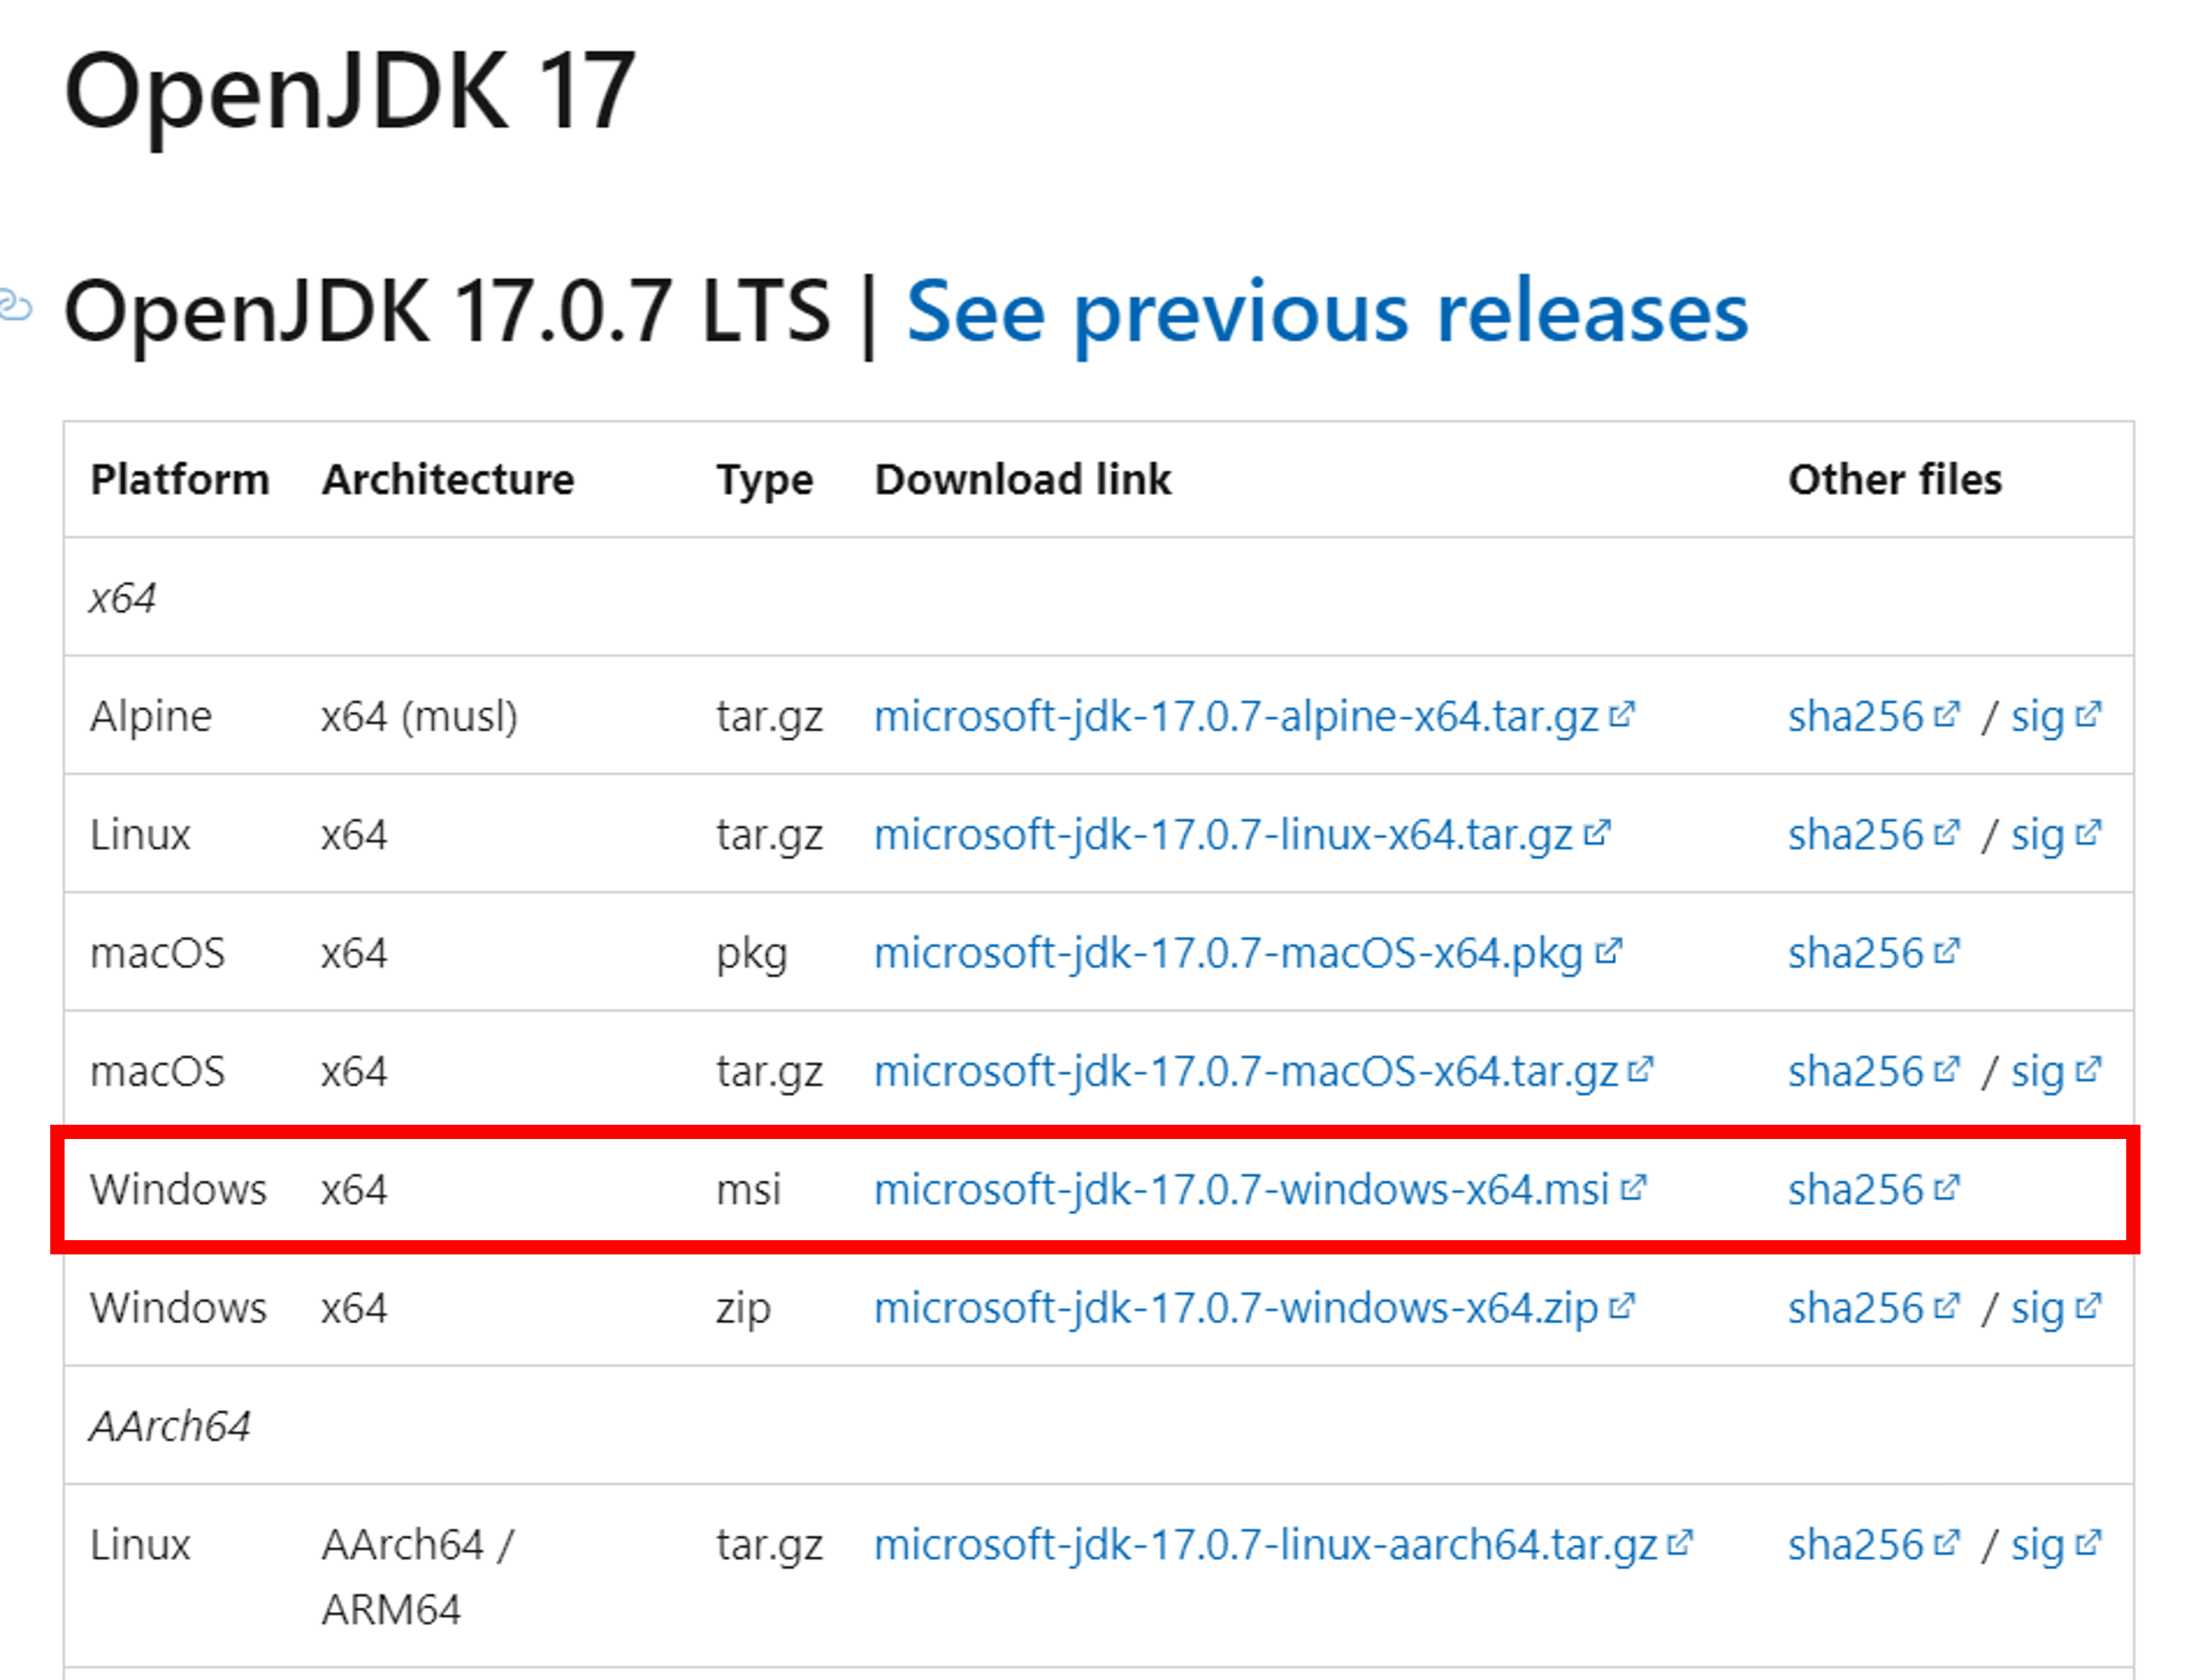 OpenJDK 17
OpenJDK 17.0.7 LTS | See previous releases
Platform Architecture Type Download link Other files
x64
Alpine x64 (musl) tar.gz microsoft-jdk-17.0.7-alpine-x64.tar.gz sha256 / sig
Linux x64 tar.gz microsoft-jdk-17.0.7-linux-x64.tar.gz sha256 / sig
macOS x64 pkg microsoft-jdk-17.0.7-macOS-x64.pkg sha256
macOS x64 tar.gz microsoft-jdk-17.0.7-macOS-x64.tar.gz sha256 / sig
Windows x64 msi microsoft-jdk-17.0.7-windows-x64.msi sha256
Windows x64 zip microsoft-jdk-17.0.7-windows-x64.zip sha256 / sig
AArch64
Linux AArch64 / tar.gz microsoft-jdk-17.0.7-linux-aarch64.tar.gz sha256 / sig
ARM64